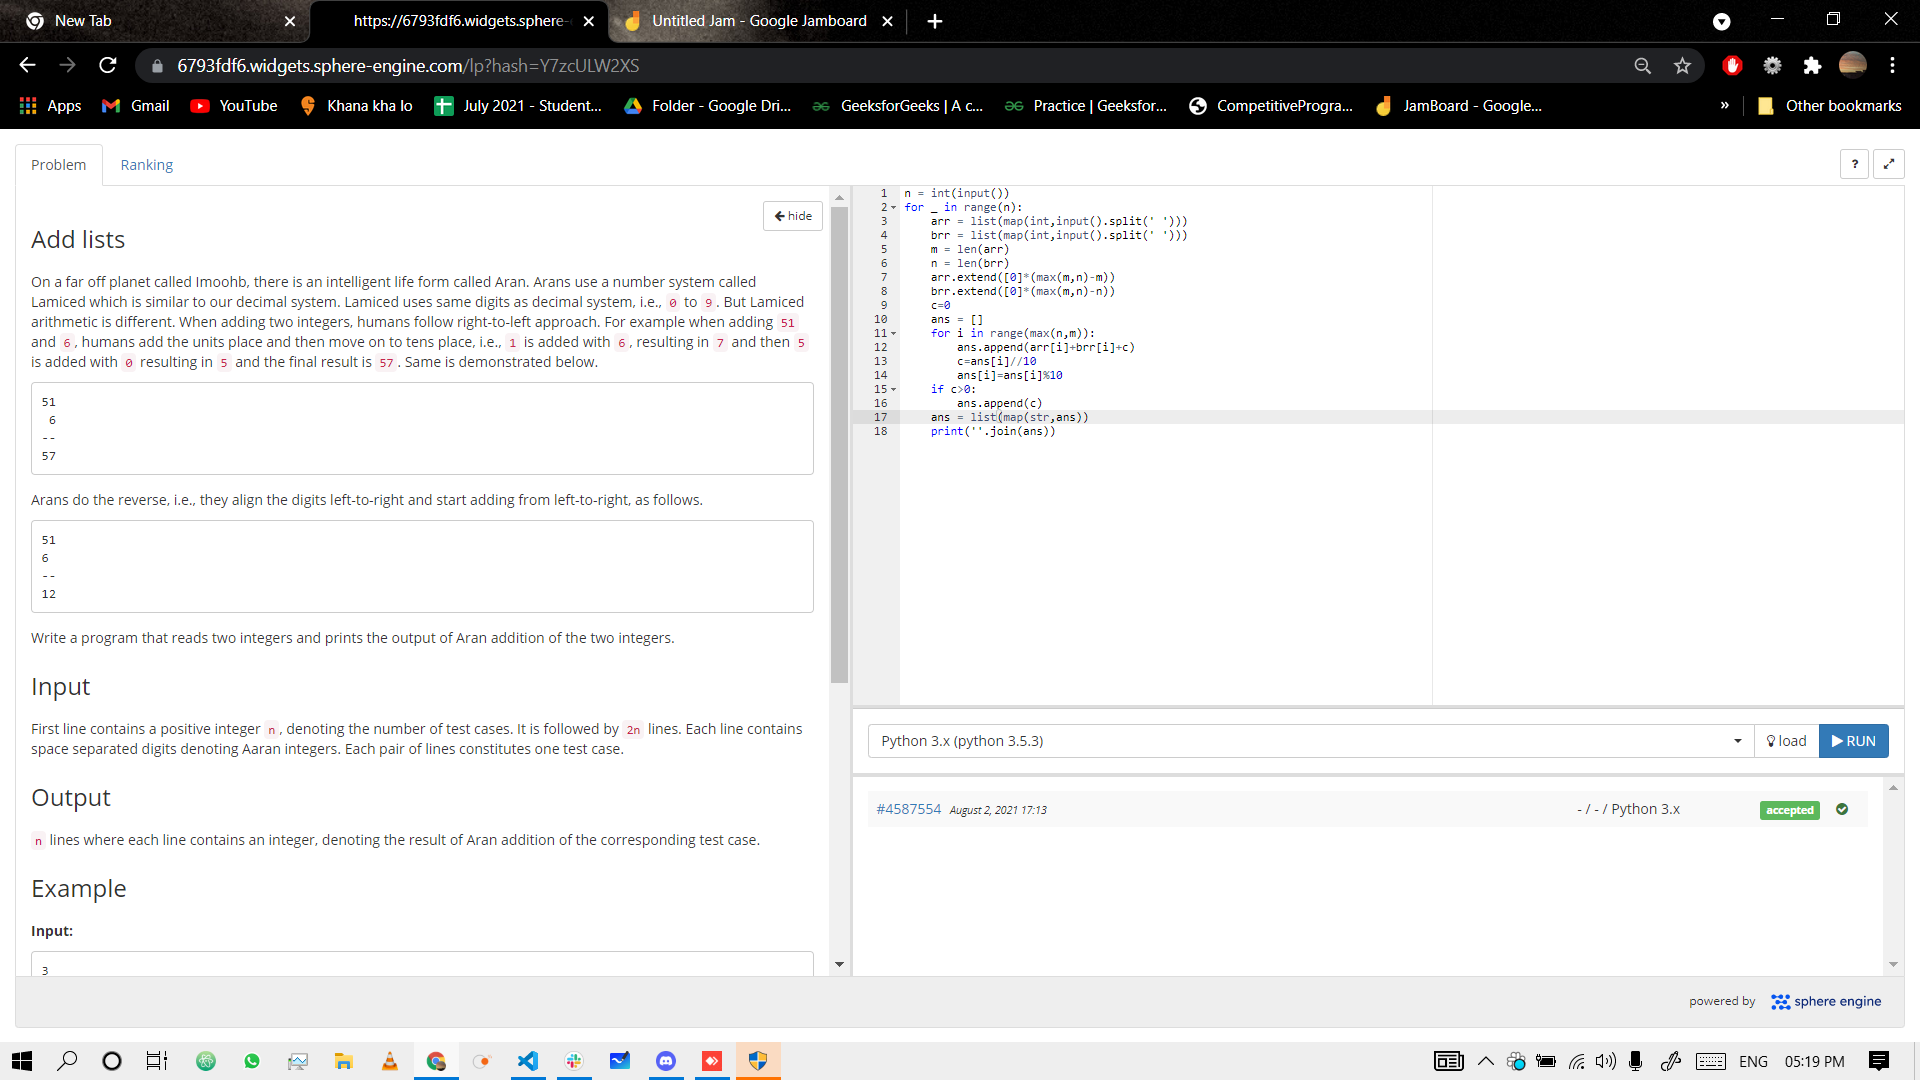 New Tab
https://6793fdf6.widgets.sphere-
Untitled Jam - Google Jamboard
6793fdf6.widgets.sphere-engine.com/lp?hash=Y7zcULW2XS
Apps
Gmail
YouTube
Khana kha lo
July 2021 - Student...
Folder - Google Dri...
GeeksforGeeks | A c...
Practice | Geeksfor...
CompetitiveProgra...
JamBoard - Google...
»
Other bookmarks
Problem
Ranking
?
hide
Add lists
On a far off planet called Imoohb, there is an intelligent life form called Aran. Arans use a number system called
Lamiced which is similar to our decimal system. Lamiced uses same digits as decimal system, i.e., 0 to 9. But Lamiced
arithmetic is different. When adding two integers, humans follow right-to-left approach. For example when adding 51
and 6, humans add the units place and then move on to tens place, i.e., 1 is added with 6, resulting in 7 and then 5
is added with 0 resulting in 5 and the final result is 57. Same is demonstrated below.
51
 6
--
57
Arans do the reverse, i.e., they align the digits left-to-right and start adding from left-to-right, as follows.
51
6
--
12
Write a program that reads two integers and prints the output of Aran addition of the two integers.
Input
First line contains a positive integer n, denoting the number of test cases. It is followed by 2n lines. Each line contains
space separated digits denoting Aaran integers. Each pair of lines constitutes one test case.
Output
n lines where each line contains an integer, denoting the result of Aran addition of the corresponding test case.
Example
Input:
3
1 n = int(input())
2 for _ in range(n):
3     arr = list(map(int,input().split(' ')))
4     brr = list(map(int,input().split(' ')))
5     m = len(arr)
6     n = len(brr)
7     arr.extend([0]*(max(m,n)-m))
8     brr.extend([0]*(max(m,n)-n))
9     c=0
10     ans = []
11     for i in range(max(n,m)):
12         ans.append(arr[i]+brr[i]+c)
13         c=ans[i]//10
14         ans[i]=ans[i]%10
15     if c>0:
16         ans.append(c)
17     ans = list(map(str,ans))
18     print(''.join(ans))
Python 3.x (python 3.5.3)
load
RUN
#4587554 August 2, 2021 17:13
- / - / Python 3.x
accepted
powered by
sphere engine
ENG
05:19 PM